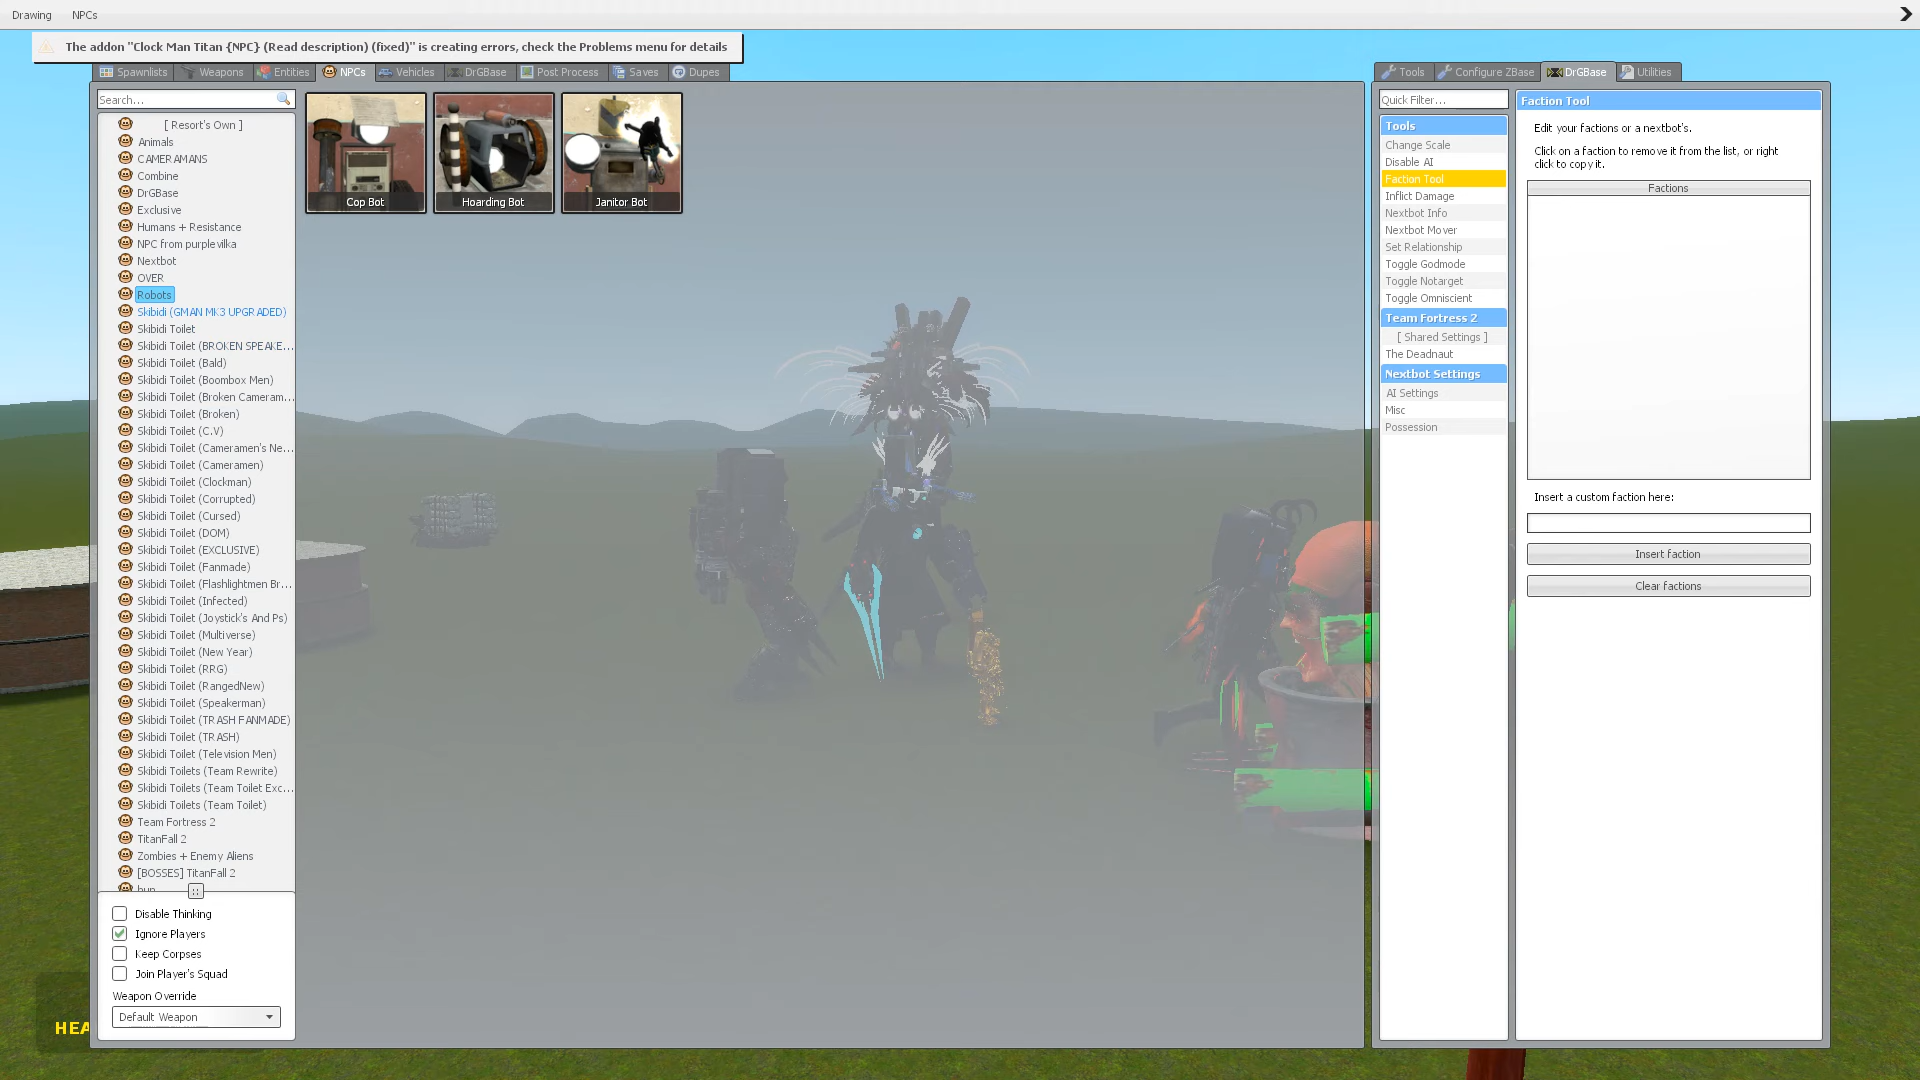 Drawing NPCs
The addon "Clock Man Titan {NPC} (Read description) (fixed)" is creating errors, check the Problems menu for details
Spawnlists Weapons Entities NPCs Vehicles DrGBase Post Process Saves Dupes
Search...
[ Resort's Own ]
Animals
CAMERAMANS
Combine
DrGBase
Exclusive
Humans + Resistance
NPC from purplevilka
Nextbot
OVER
Robots
Skibidi (GMAN MK3 UPGRADED)
Skibidi Toilet
Skibidi Toilet (BROKEN SPEAKE...
Skibidi Toilet (Bald)
Skibidi Toilet (Boombox Men)
Skibidi Toilet (Broken Cameram...
Skibidi Toilet (Broken)
Skibidi Toilet (C.V)
Skibidi Toilet (Cameramen's Ne...
Skibidi Toilet (Cameramen)
Skibidi Toilet (Clockman)
Skibidi Toilet (Corrupted)
Skibidi Toilet (Cursed)
Skibidi Toilet (DOM)
Skibidi Toilet (EXCLUSIVE)
Skibidi Toilet (Fanmade)
Skibidi Toilet (Flashlightmen Br...
Skibidi Toilet (Infected)
Skibidi Toilet (Joystick's And Ps)
Skibidi Toilet (Multiverse)
Skibidi Toilet (New Year)
Skibidi Toilet (RRG)
Skibidi Toilet (RangedNew)
Skibidi Toilet (Speakerman)
Skibidi Toilet (TRASH FANMADE)
Skibidi Toilet (TRASH)
Skibidi Toilet (Television Men)
Skibidi Toilets (Team Rewrite)
Skibidi Toilets (Team Toilet Exc...
Skibidi Toilets (Team Toilet)
Team Fortress 2
TitanFall 2
Zombies + Enemy Aliens
[BOSSES] TitanFall 2
Disable Thinking
Ignore Players
Keep Corpses
Join Player's Squad
Weapon Override
Default Weapon
HEA
Cop Bot
Hoarding Bot
Janitor Bot
Tools Configure ZBase DrGBase Utilities
Quick Filter...
Tools
Change Scale
Disable AI
Faction Tool
Inflict Damage
Nextbot Info
Nextbot Mover
Set Relationship
Toggle Godmode
Toggle Notarget
Toggle Omniscient
Team Fortress 2
[ Shared Settings ]
The Deadnaut
Nextbot Settings
AI Settings
Misc
Possession
Faction Tool
Edit your factions or a nextbot's.
Click on a faction to remove it from the list, or right
click to copy it.
Factions
Insert a custom faction here:
Insert faction
Clear factions